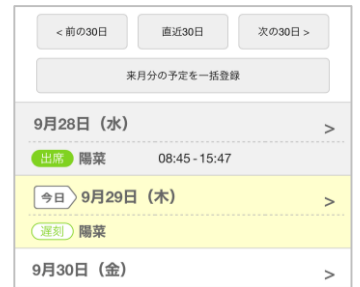 <前の30日 直近30日 次の30日>
来月分の予定を一括登録
9月28日（水） >
出席 陽菜 08:45 - 15:47
今日 9月29日（木） >
遅刻 陽菜
9月30日（金） >